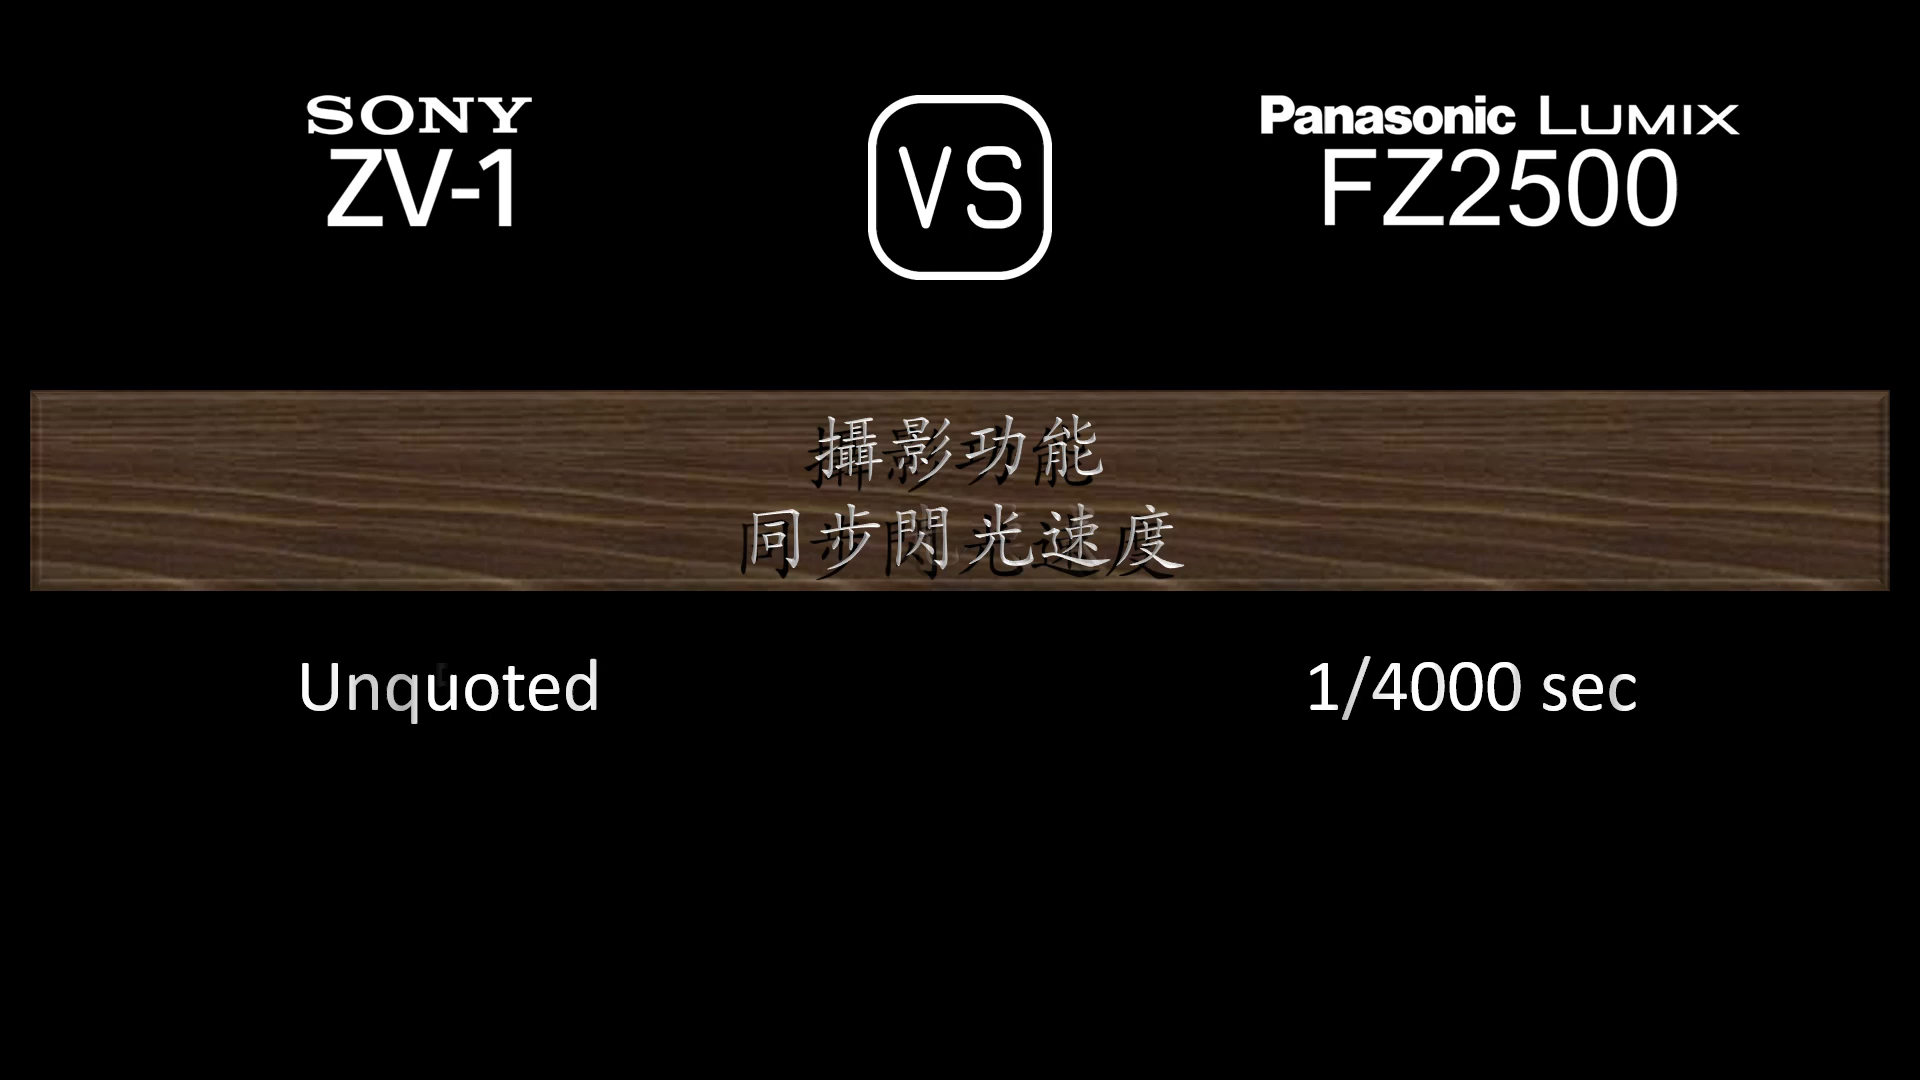 SONY
ZV-1
VS
Panasonic LUMIX
FZ2500
攝影功能
同步閃光速度
Unquoted
1/4000 sec